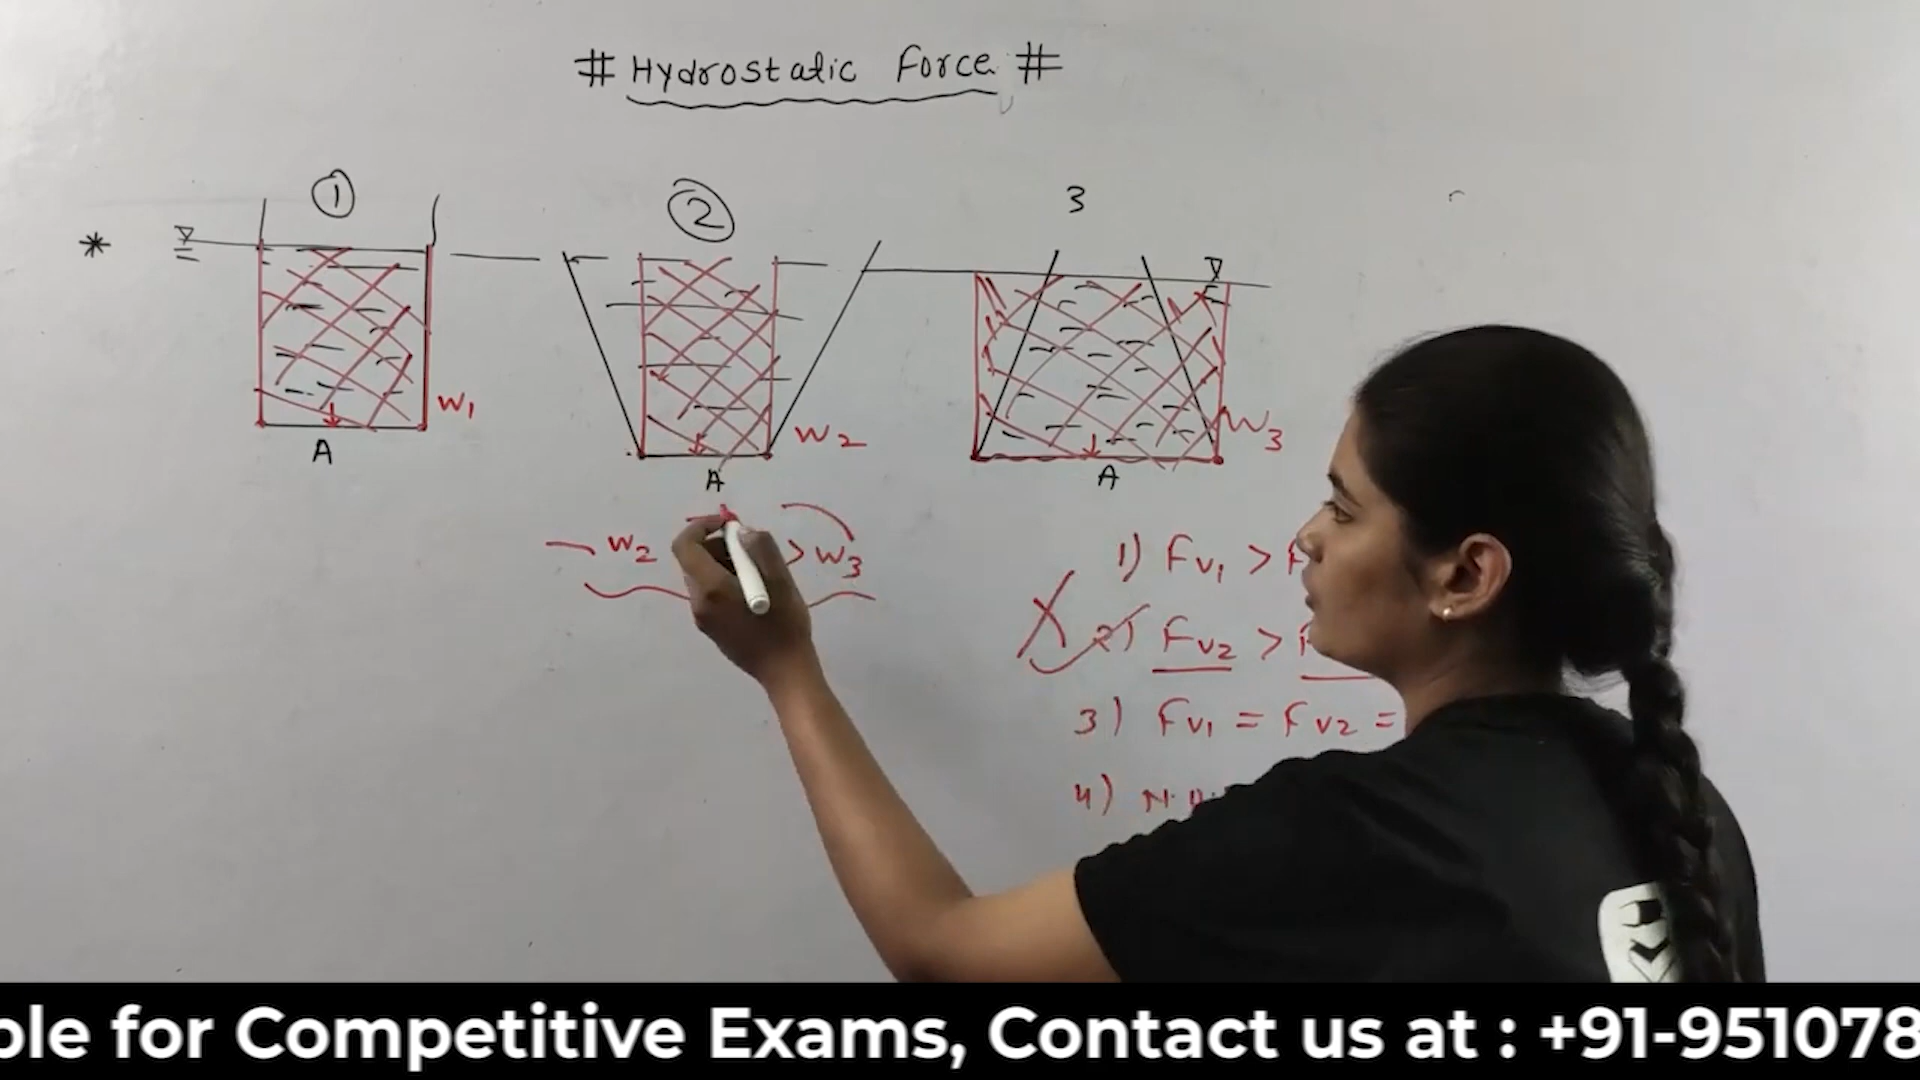 # Hydrostatic Force #
1
2
3
*
W1
W2
W3
A
A
A
W2 > W3
1) Fv1 >
2) Fv2 >
3) Fv1 = Fv2 =
4) N.A
ble for Competitive Exams, Contact us at : +91-951078